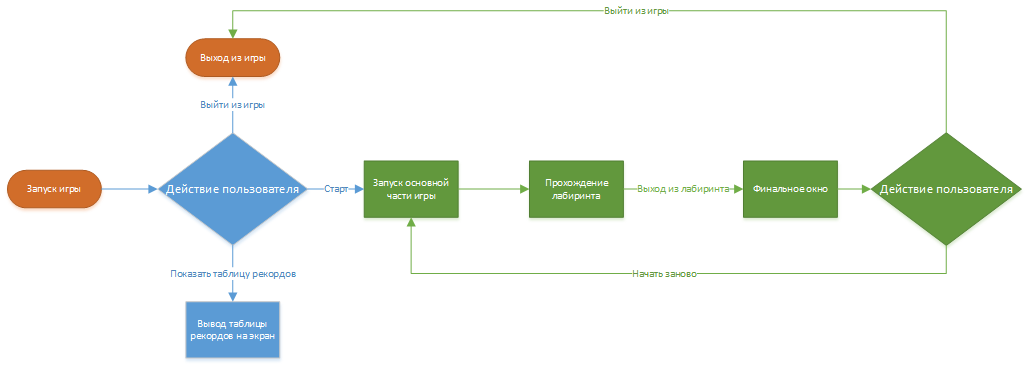 Выйти из игры
Выход из игры
Выйти из игры
Запуск игры
Действие пользователя
Старт
Запуск основной
части игры
Прохождение
лабиринта
Выход из лабиринта
Финальное окно
Действие пользователя
Показать таблицу рекордов
Начать заново
Вывод таблицы
рекордов на экран